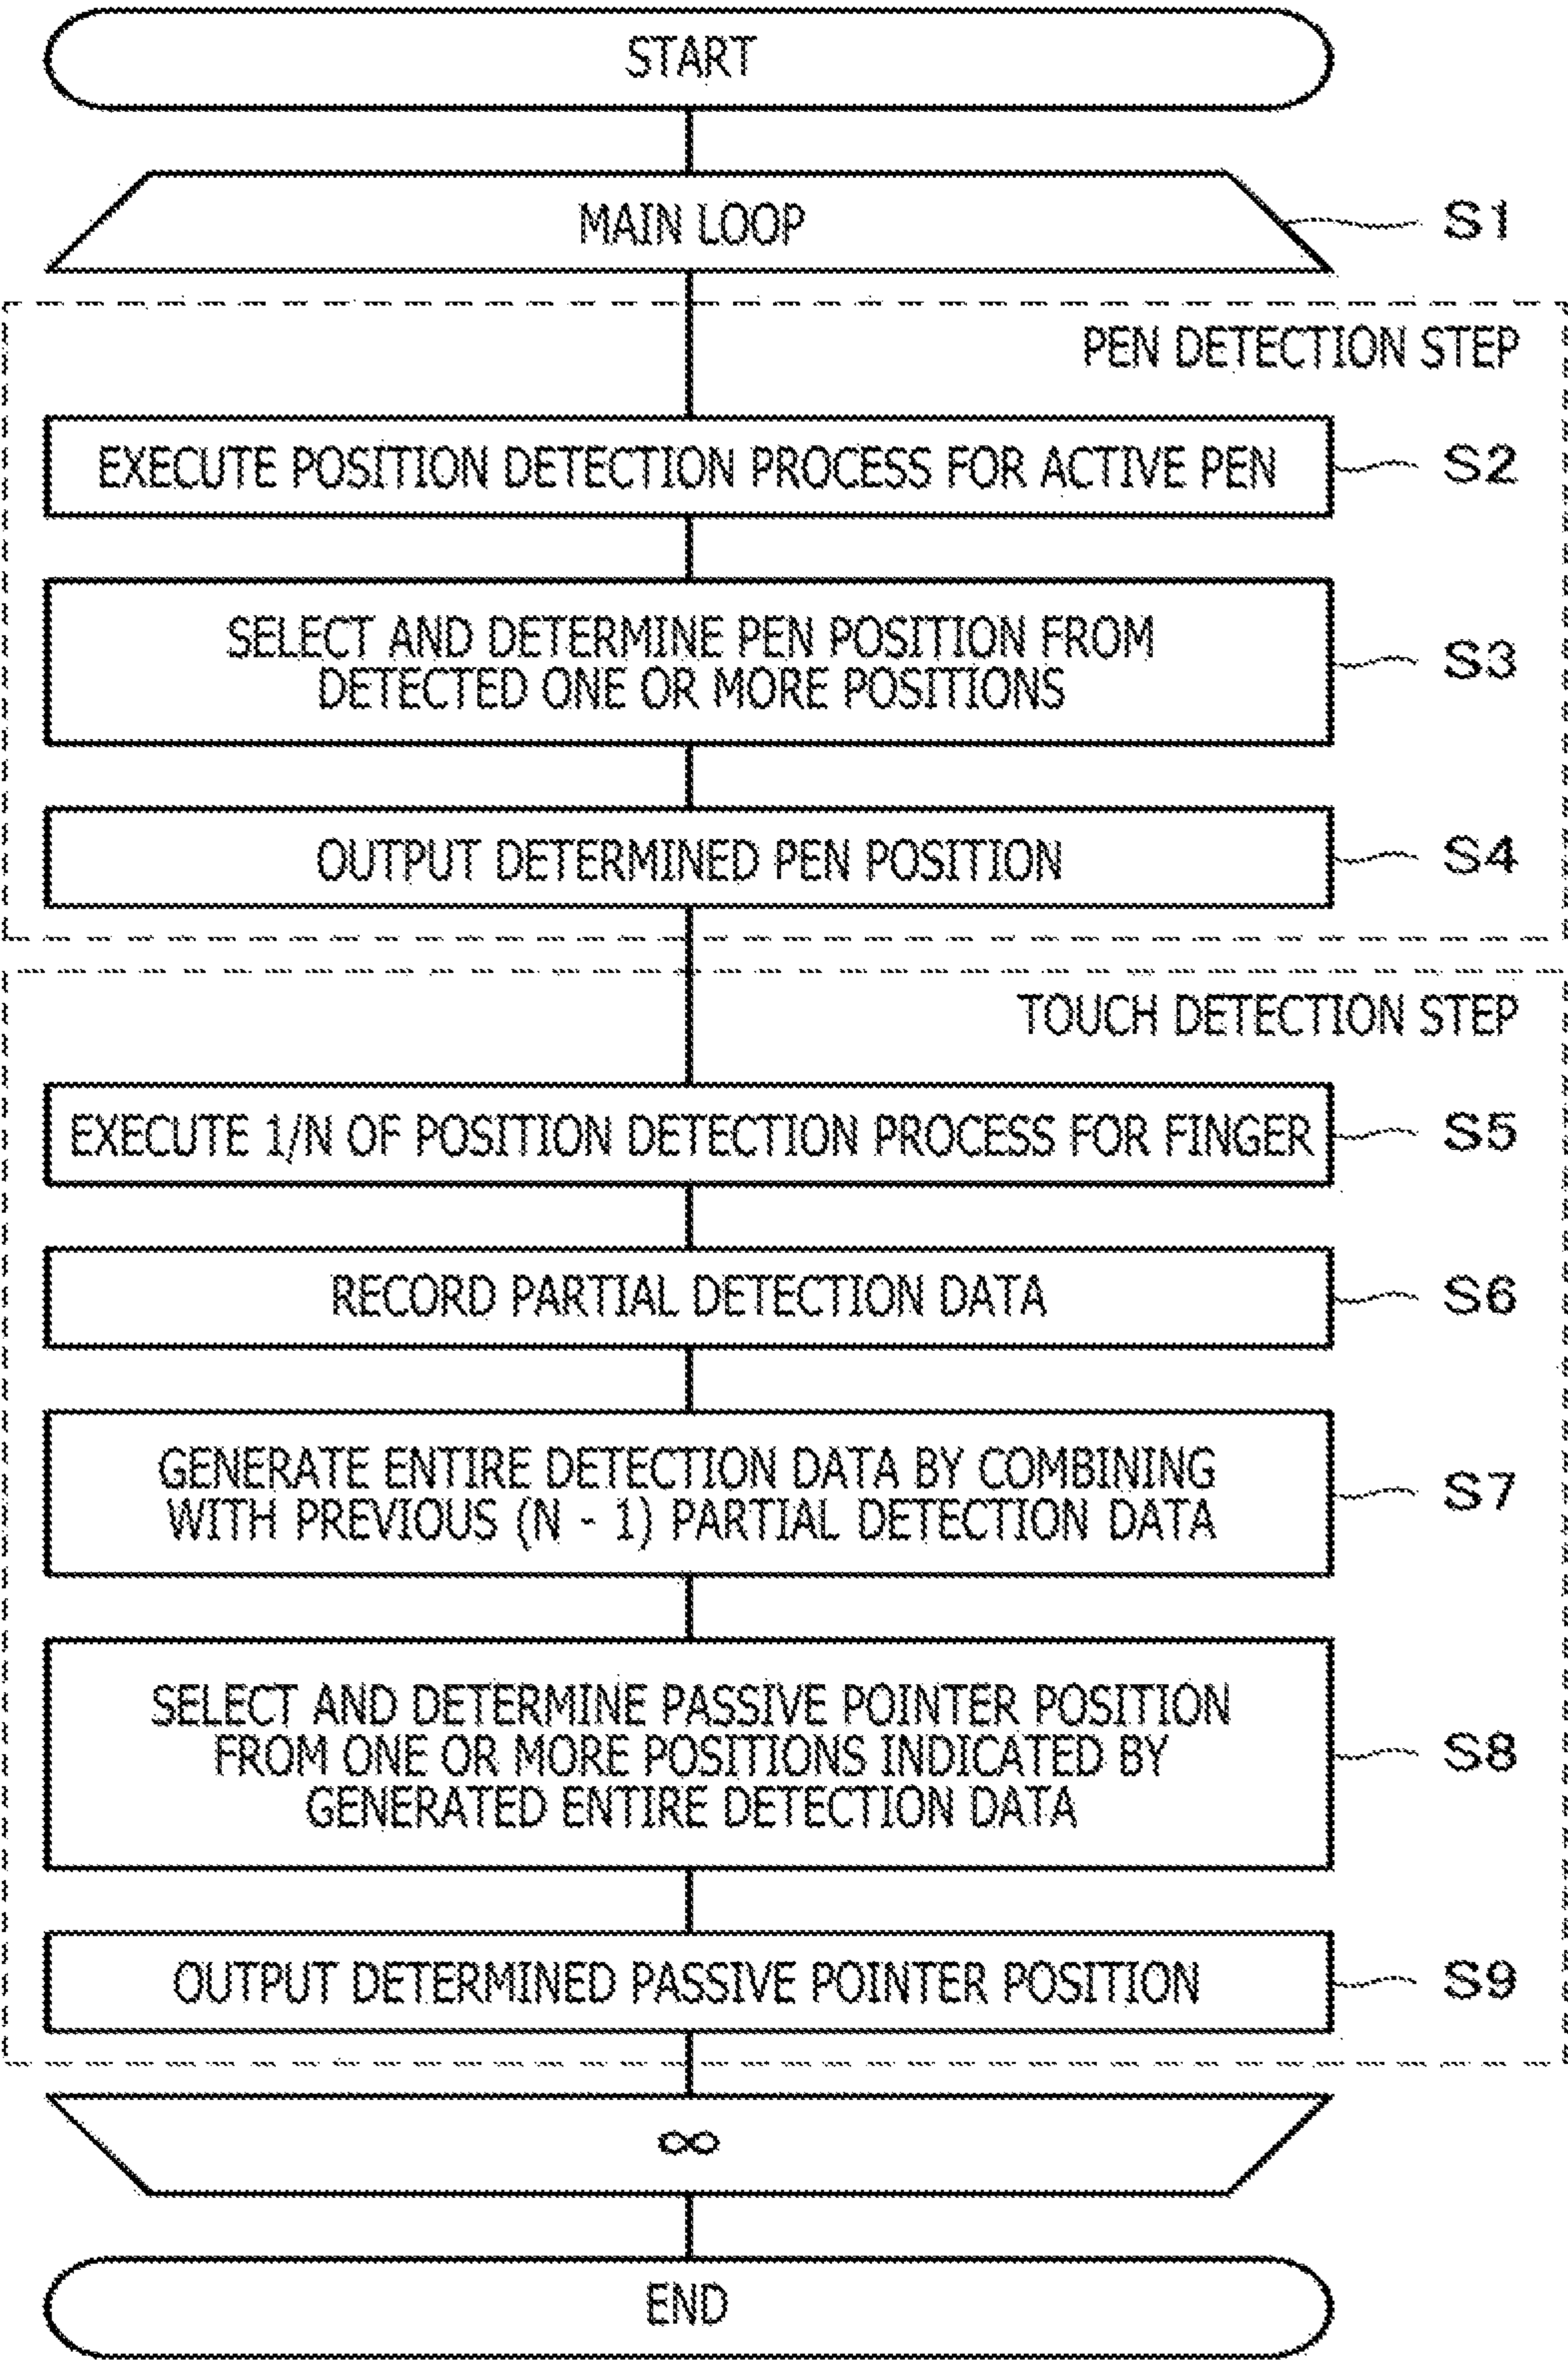 START
MAIN LOOP
S1
PEN DETECTION STEP
EXECUTE POSITION DETECTION PROCESS FOR ACTIVE PEN
S2
SELECT AND DETERMINE PEN POSITION FROM
DETECTED ONE OR MORE POSITIONS
S3
OUTPUT DETERMINED PEN POSITION
S4
TOUCH DETECTION STEP
EXECUTE 1/N OF POSITION DETECTION PROCESS FOR FINGER
S5
RECORD PARTIAL DETECTION DATA
S6
GENERATE ENTIRE DETECTION DATA BY COMBINING
WITH PREVIOUS (N - 1) PARTIAL DETECTION DATA
S7
SELECT AND DETERMINE PASSIVE POINTER POSITION
FROM ONE OR MORE POSITIONS INDICATED BY
GENERATED ENTIRE DETECTION DATA
S8
OUTPUT DETERMINED PASSIVE POINTER POSITION
S9
∞
END